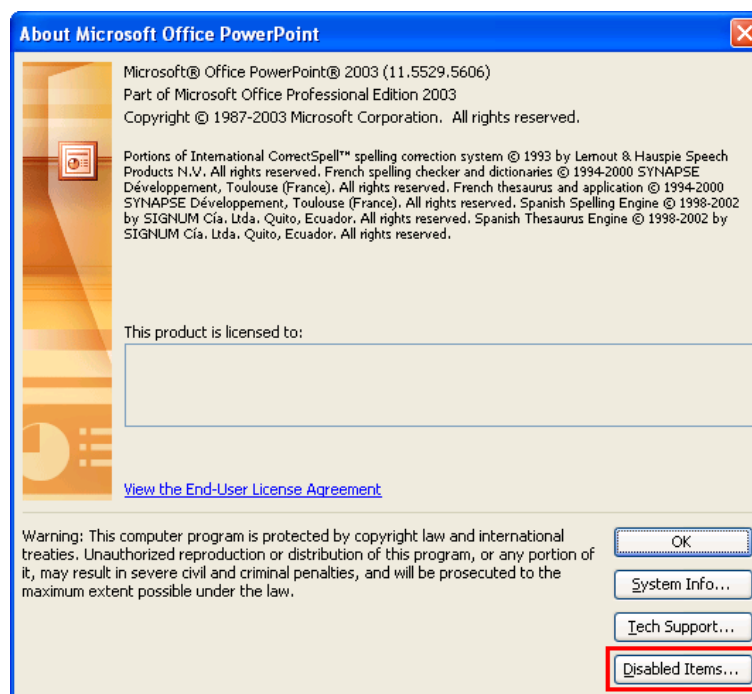 About Microsoft Office PowerPoint
Microsoft® Office PowerPoint® 2003 (11.5529.5606)
Part of Microsoft Office Professional Edition 2003
Copyright © 1987-2003 Microsoft Corporation.  All rights reserved.
Portions of International CorrectSpell™ spelling correction system © 1993 by Lernout & Hauspie Speech
Products N.V. All rights reserved. French spelling checker and dictionaries © 1994-2000 SYNAPSE
Développement, Toulouse (France). All rights reserved. French thesaurus and application © 1994-2000
SYNAPSE Développement, Toulouse (France). All rights reserved. Spanish Spelling Engine © 1998-2002
by SIGNUM Cía. Ltda. Quito, Ecuador. All rights reserved. Spanish Thesaurus Engine © 1998-2002 by
SIGNUM Cía. Ltda. Quito, Ecuador. All rights reserved.
This product is licensed to:
View the End-User License Agreement
Warning: This computer program is protected by copyright law and international
treaties. Unauthorized reproduction or distribution of this program, or any portion of
it, may result in severe civil and criminal penalties, and will be prosecuted to the
maximum extent possible under the law.
OK
System Info...
Tech Support...
Disabled Items...